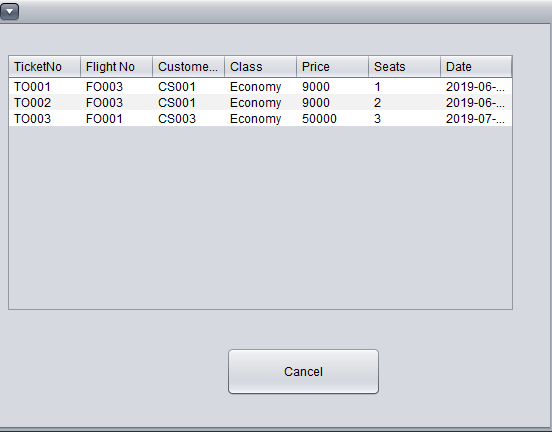 TicketNo Flight No Custome... Class Price Seats Date
TO001 FO003 CS001 Economy 9000 1 2019-06-...
TO002 FO003 CS001 Economy 9000 2 2019-06-...
TO003 FO001 CS003 Economy 50000 3 2019-07-...
Cancel